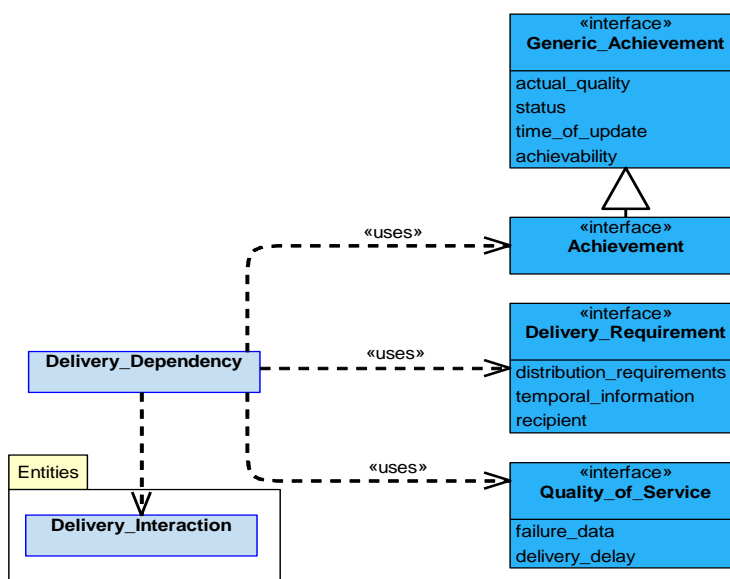 «interface»
Generic_Achievement
actual_quality
status
time_of_update
achievability
«uses»
«interface»
Achievement
«interface»
Delivery_Requirement
distribution_requirements
temporal_information
recipient
«uses»
Delivery_Dependency
«uses»
«interface»
Quality_of_Service
failure_data
delivery_delay
Entities
Delivery_Interaction